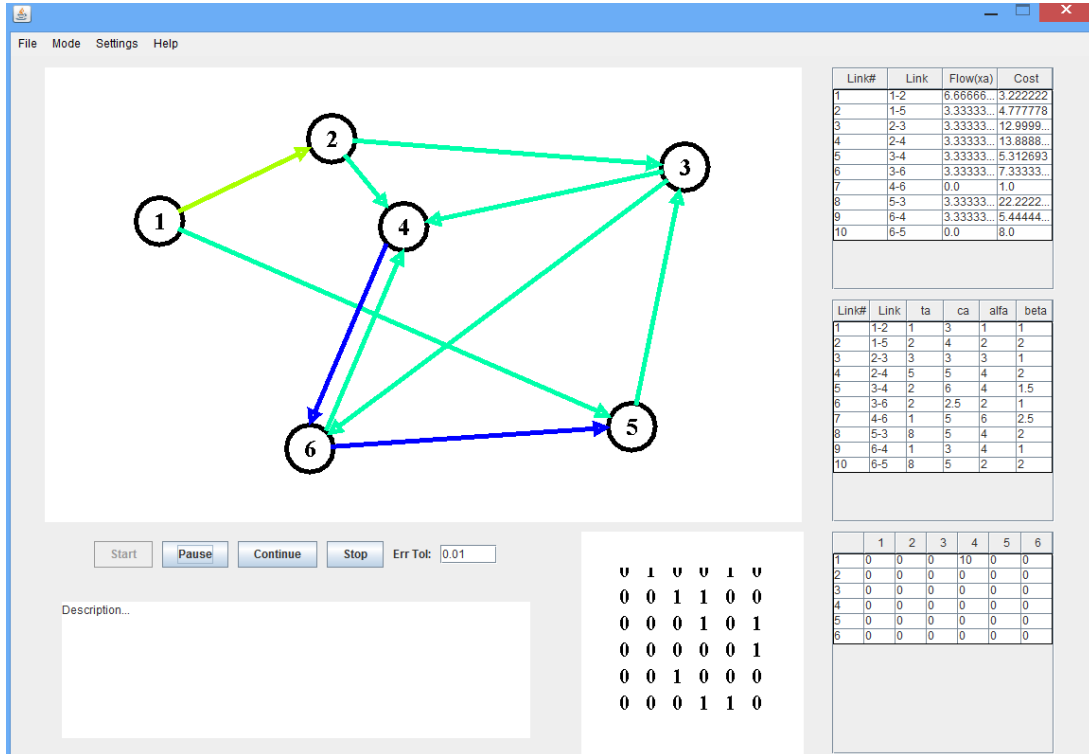 File Mode Settings Help
1
2
3
4
5
6
Link# Link Flow(xa) Cost
1 1-2 6.66666... 3.222222
2 1-5 3.33333... 4.777778
3 2-3 3.33333... 12.9999...
4 2-4 3.33333... 13.8888...
5 3-4 3.33333... 5.312693
6 3-6 3.33333... 7.33333...
7 4-6 0.0 1.0
8 5-3 3.33333... 22.2222...
9 6-4 3.33333... 5.44444...
10 6-5 0.0 8.0
Link# Link ta ca alfa beta
1 1-2 1 3 1 1
2 1-5 2 4 2 2
3 2-3 3 3 3 1
4 2-4 5 5 4 2
5 3-4 2 6 4 1.5
6 3-6 2 2.5 2 1
7 4-6 1 5 6 2.5
8 5-3 8 5 4 2
9 6-4 1 3 4 1
10 6-5 8 5 2 2
Start Pause Continue Stop Err Tol: 0.01
Description...
0 1 0 0 1 0
0 0 1 1 0 0
0 0 0 1 0 1
0 0 0 0 0 1
0 0 1 0 0 0
0 0 0 1 1 0
1 2 3 4 5 6
1 0 0 0 10 0 0
2 0 0 0 0 0 0
3 0 0 0 0 0 0
4 0 0 0 0 0 0
5 0 0 0 0 0 0
6 0 0 0 0 0 0